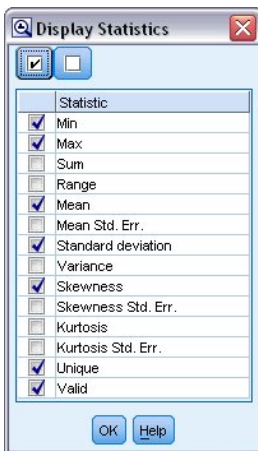 Display Statistics
Statistic
Min
Max
Sum
Range
Mean
Mean Std. Err.
Standard deviation
Variance
Skewness
Skewness Std. Err.
Kurtosis
Kurtosis Std. Err.
Unique
Valid
OK Help